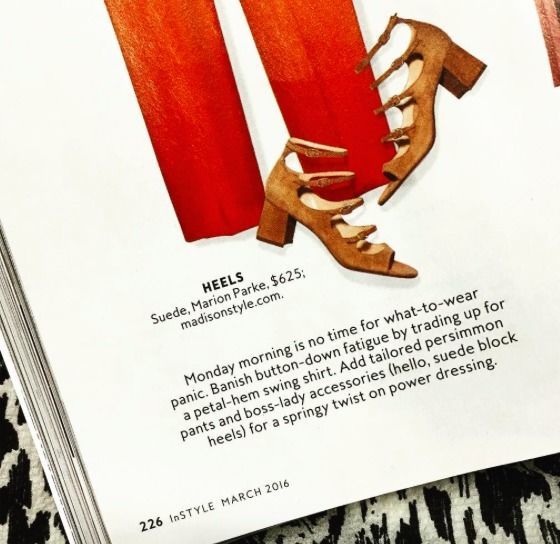 HEELS
Suede, Marion Parke, $625;
madisonstyle.com.
Monday morning is no time for what-to-wear
panic. Banish button-down fatigue by trading up for
a petal-hem swing shirt. Add tailored persimmon
pants and boss-lady accessories (hello, suede block
heels) for a springy twist on power dressing.
226 InSTYLE MARCH 2016